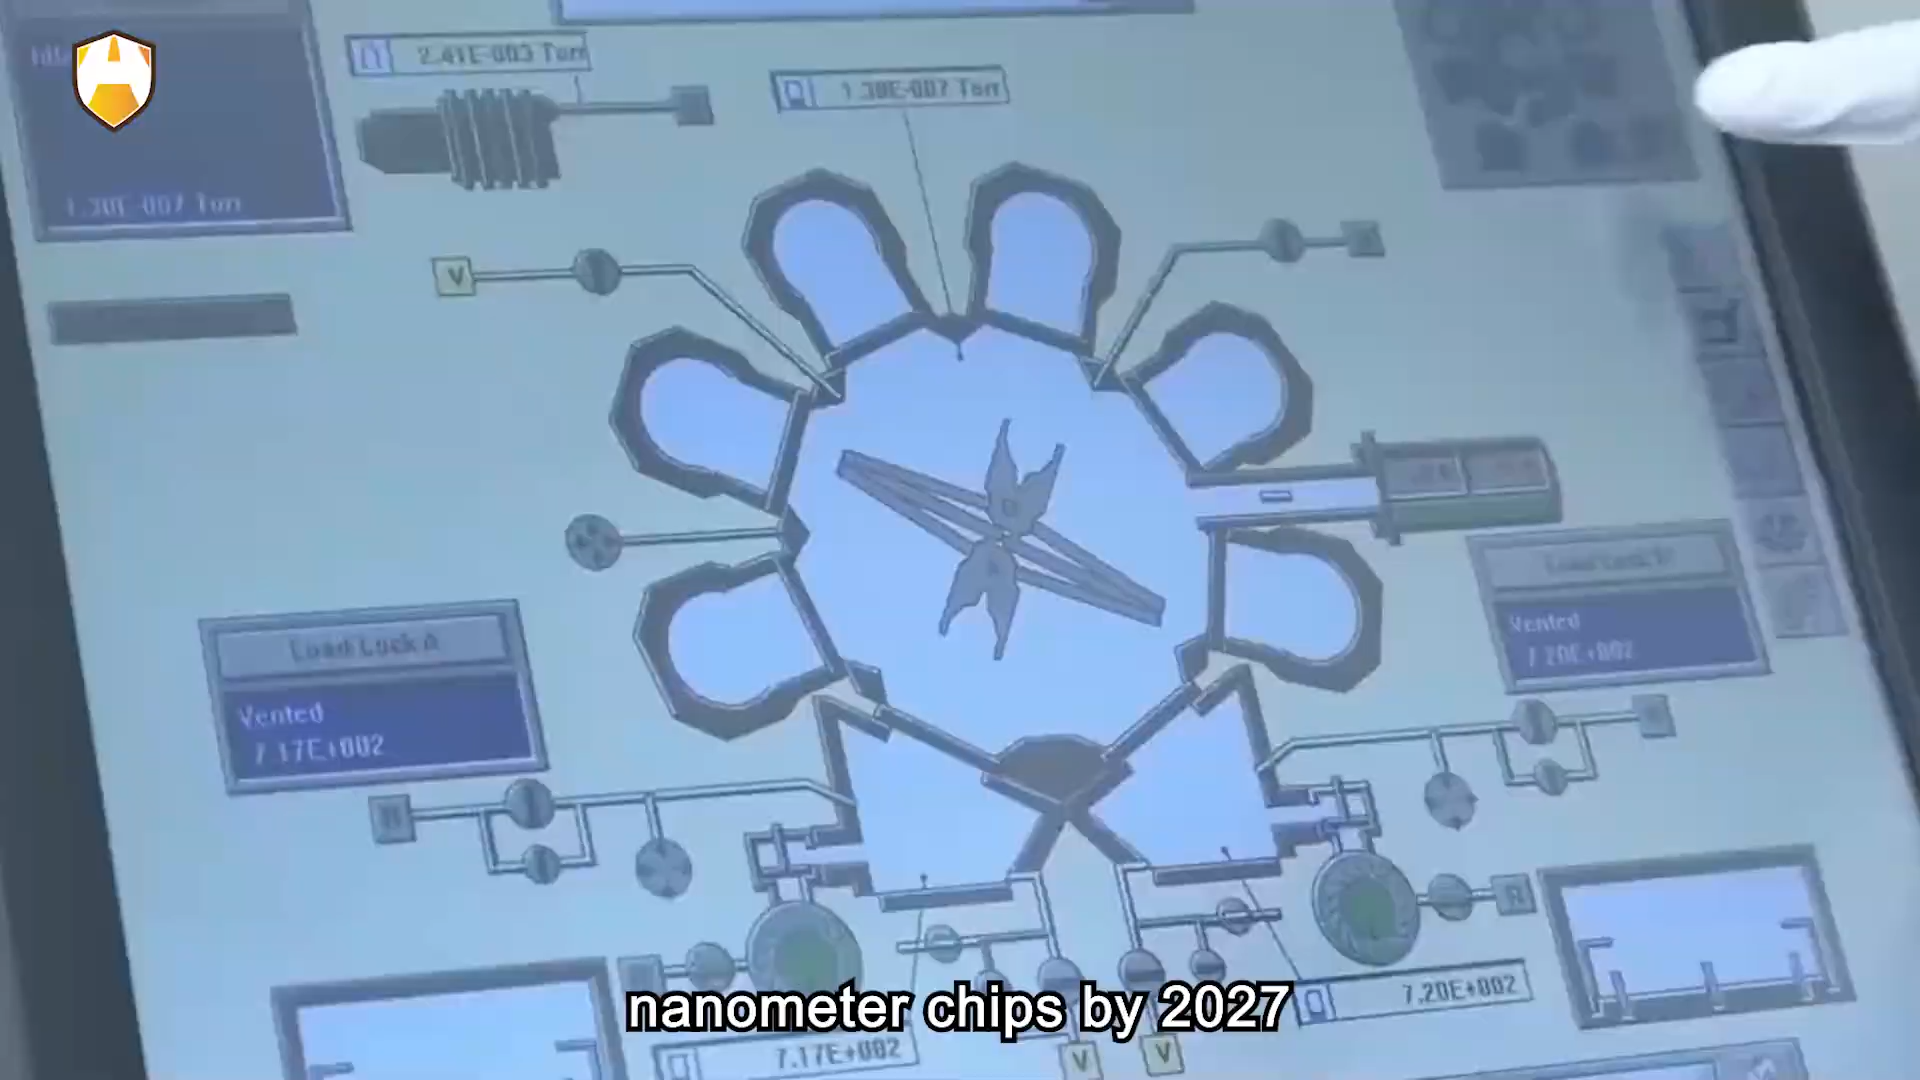 Idle
2.41E-003 Torr
1.30E-007 Torr
1.30E-007 Torr
V
Load Lock A
Vented
7.17E+002
Vented
7.20E+002
7.20E+002
nanometer chips by 2027
7.17E+002
V
V